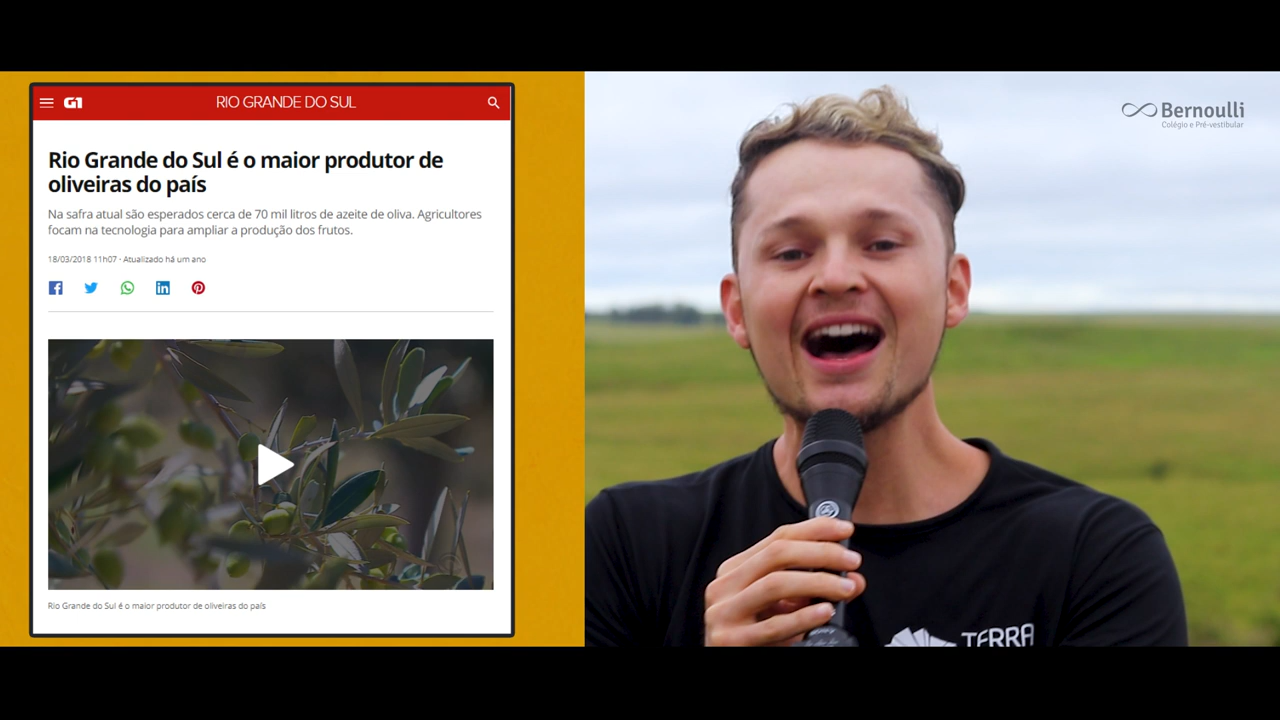 G1
RIO GRANDE DO SUL
Rio Grande do Sul é o maior produtor de
oliveiras do país
Na safra atual são esperados cerca de 70 mil litros de azeite de oliva. Agricultores
focam na tecnologia para ampliar a produção dos frutos.
18/03/2018 11h07 · Atualizado há um ano
Rio Grande do Sul é o maior produtor de oliveiras do país
Bernoulli
Colégio e Pré-vestibular
TERRA